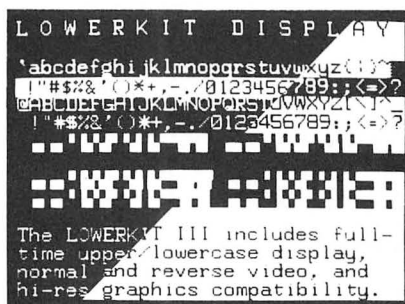 LOWERKIT DISPLAY
`abcdefghijklmnopqrstuvwxyz{|}~
!"#$%&'()*+,-./0123456789:;<=>?
@ABCDEFGHIJKLMNOPQRSTUVWXYZ[\]^_
!"#$%&'()*+,-./0123456789:;<=>?
The LOWERKIT III includes full-
time upper/lowercase display,
normal and reverse video, and
hi-res graphics compatibility.